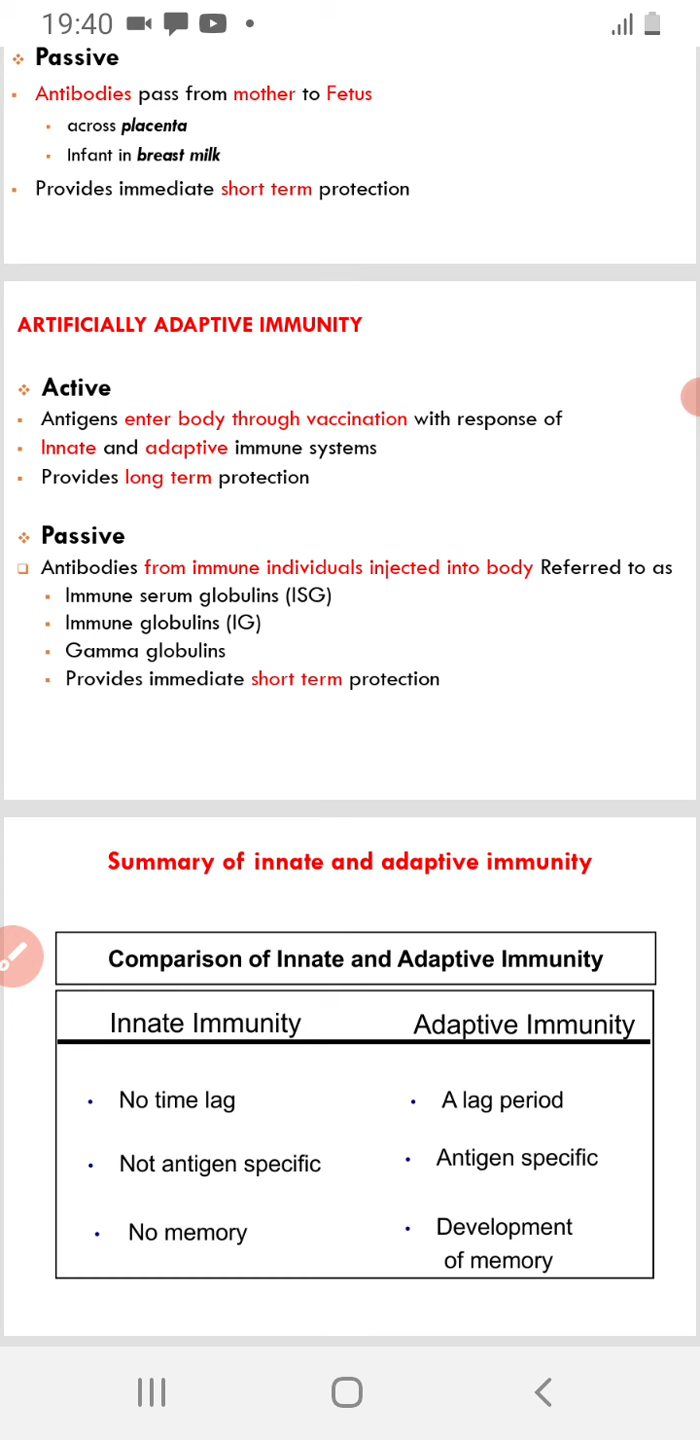 19:40
Passive
Antibodies pass from mother to Fetus
across placenta
Infant in breast milk
Provides immediate short term protection
ARTIFICIALLY ADAPTIVE IMMUNITY
Active
Antigens enter body through vaccination with response of
Innate and adaptive immune systems
Provides long term protection
Passive
Antibodies from immune individuals injected into body Referred to as
Immune serum globulins (ISG)
Immune globulins (IG)
Gamma globulins
Provides immediate short term protection
Summary of innate and adaptive immunity
Comparison of Innate and Adaptive Immunity
Innate Immunity Adaptive Immunity
No time lag A lag period
Not antigen specific Antigen specific
No memory Development
of memory